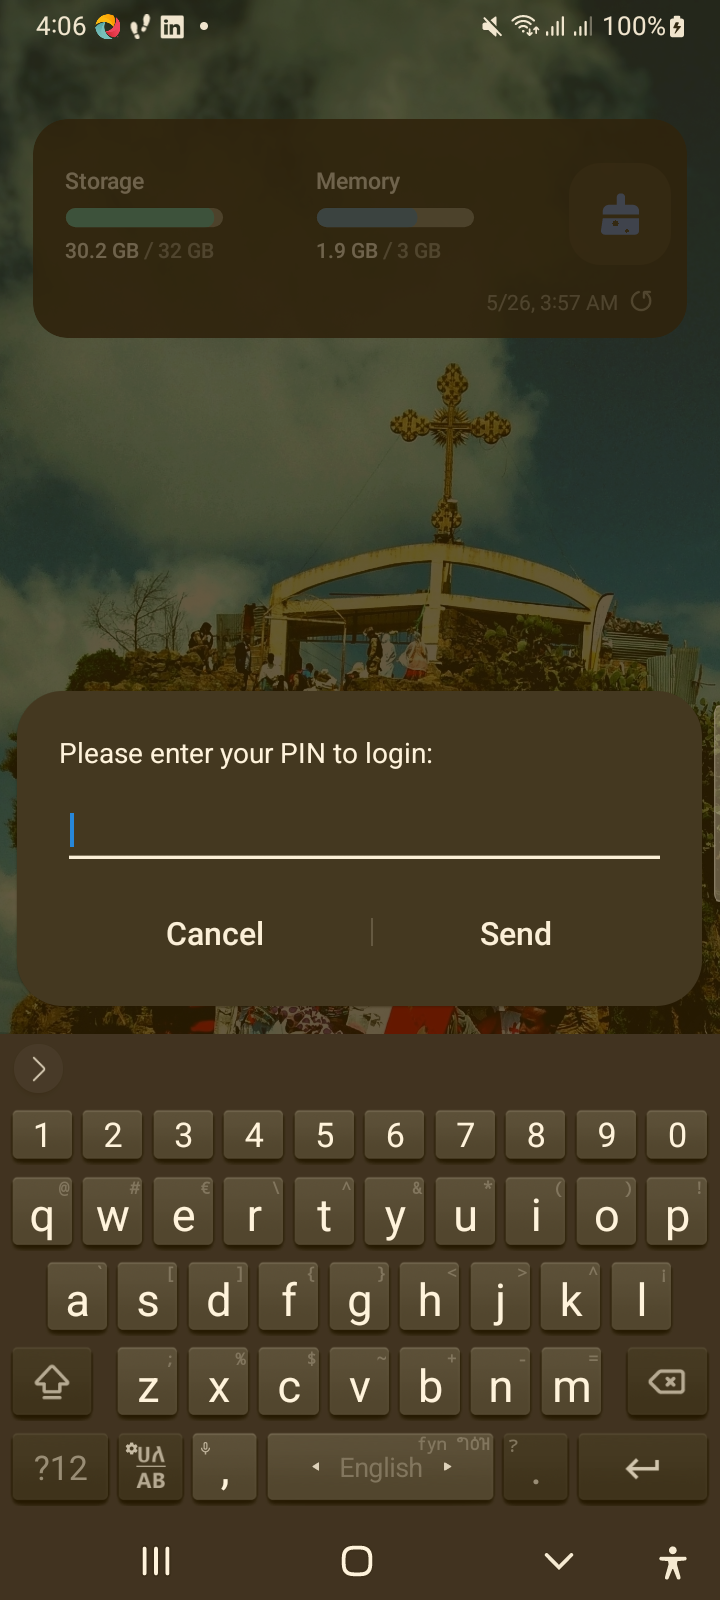 4:06 in 100%
Storage Memory
30.2 GB / 32 GB 1.9 GB / 3 GB
5/26, 3:57 AM
Please enter your PIN to login:
Cancel Send
1 2 3 4 5 6 7 8 9 0
@ # € \ ^ & * ( ) !
q w e r t y u i o p
` [ ] { } < > ^ ¡
a s d f g h j k l
; % $ ~ + - =
z x c v b n m
fyn ?
?12 AB , English .